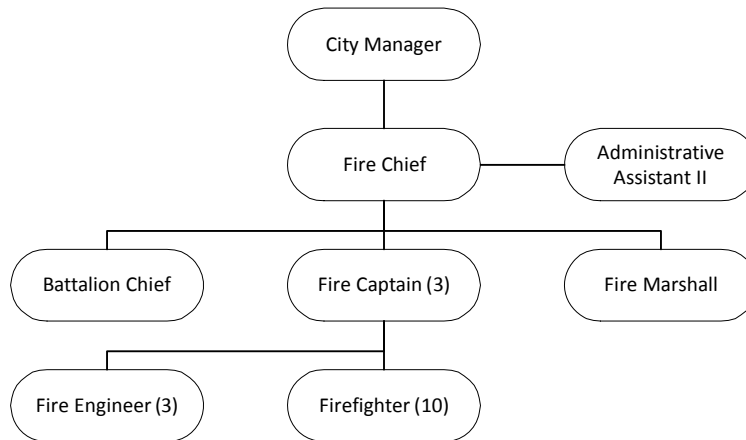 City Manager
Fire Chief
Administrative
Assistant II
Battalion Chief
Fire Captain (3)
Fire Marshall
Fire Engineer (3)
Firefighter (10)